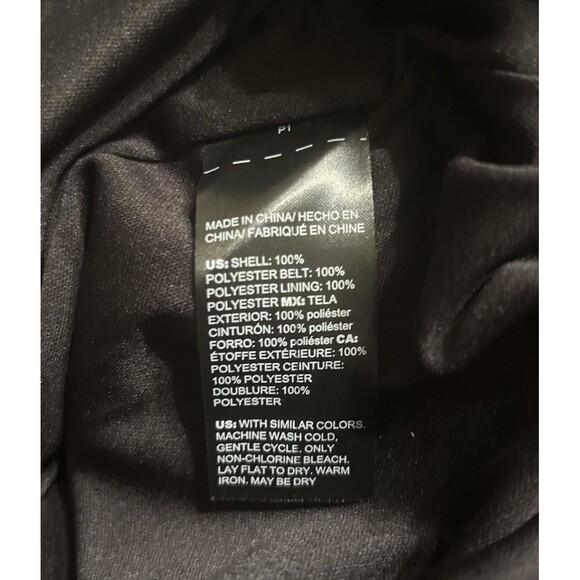 P1
MADE IN CHINA/ HECHO EN
CHINA/ FABRIQUÉ EN CHINE
US: SHELL: 100%
POLYESTER BELT: 100%
POLYESTER LINING: 100%
POLYESTER MX: TELA
EXTERIOR: 100% poliéster
CINTURÓN: 100% poliéster
FORRO: 100% poliéster CA:
ÉTOFFE EXTÉRIEURE: 100%
POLYESTER CEINTURE:
100% POLYESTER
DOUBLURE: 100%
POLYESTER
US: WITH SIMILAR COLORS.
MACHINE WASH COLD,
GENTLE CYCLE. ONLY
NON-CHLORINE BLEACH.
LAY FLAT TO DRY. WARM
IRON. MAY BE DRY